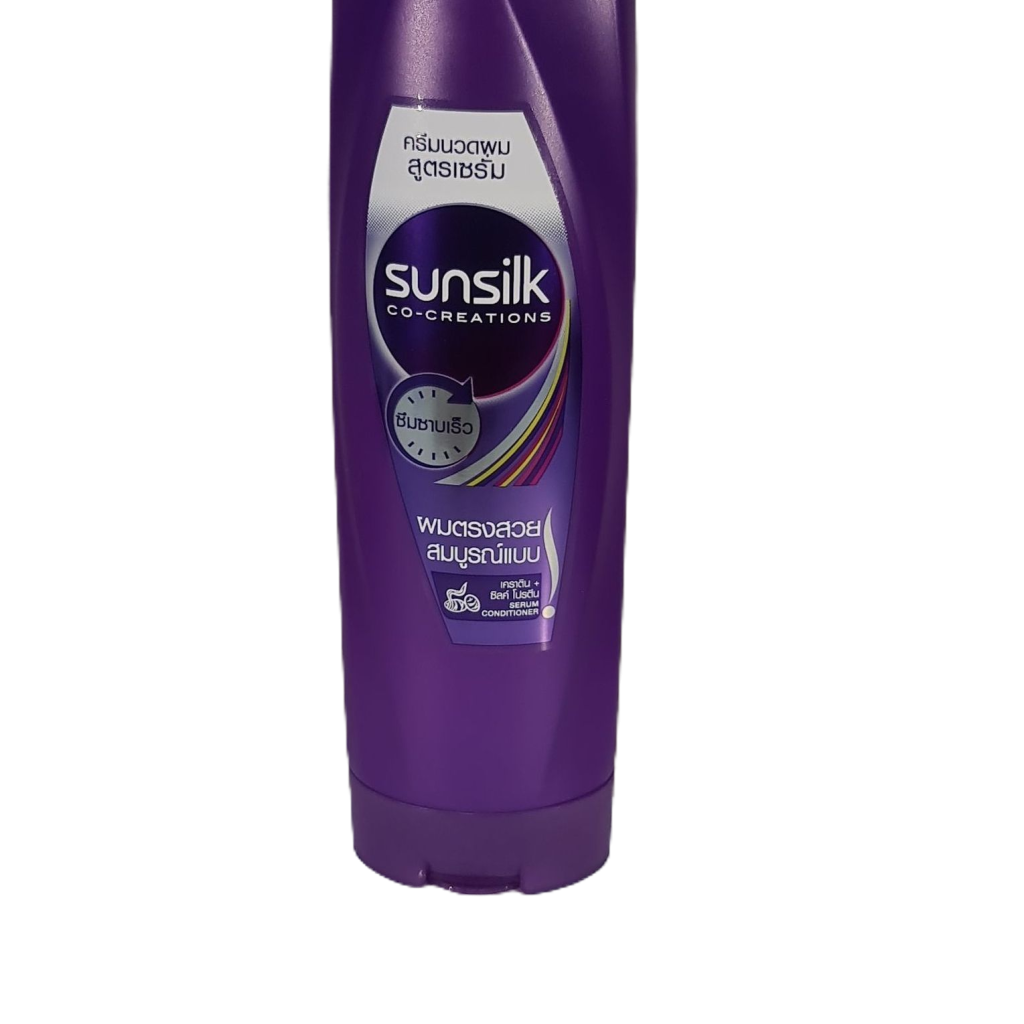 ครีมนวดผม
สูตรเซรั่ม
sunsilk
CO-CREATIONS
ซึมซาบเร็ว
ผมตรงสวย
สมบูรณ์แบบ
เคราติน +
ซิลค์ โปรตีน
SERUM
CONDITIONER